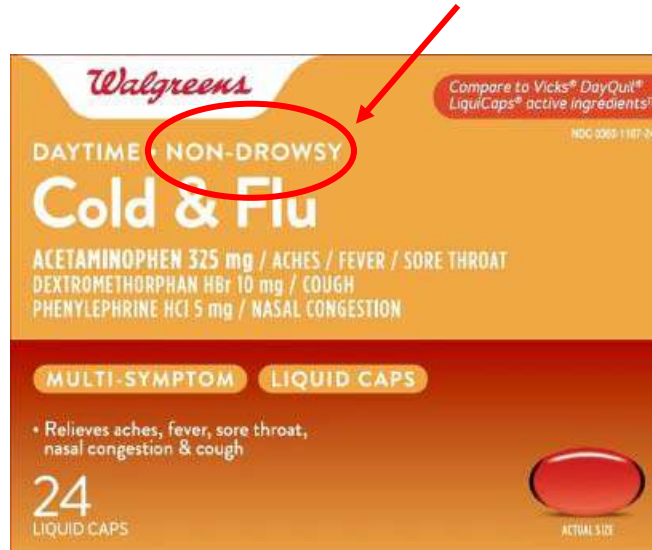 Walgreens
Compare to Vicks® DayQuil®
LiquiCaps® active ingredients††
DAYTIME • NON-DROWSY
Cold & Flu
ACETAMINOPHEN 325 mg / ACHES / FEVER / SORE THROAT
DEXTROMETHORPHAN HBr 10 mg / COUGH
PHENYLEPHRINE HCl 5 mg / NASAL CONGESTION
MULTI-SYMPTOM
LIQUID CAPS
• Relieves aches, fever, sore throat,
nasal congestion & cough
24
LIQUID CAPS
ACTUAL SIZE